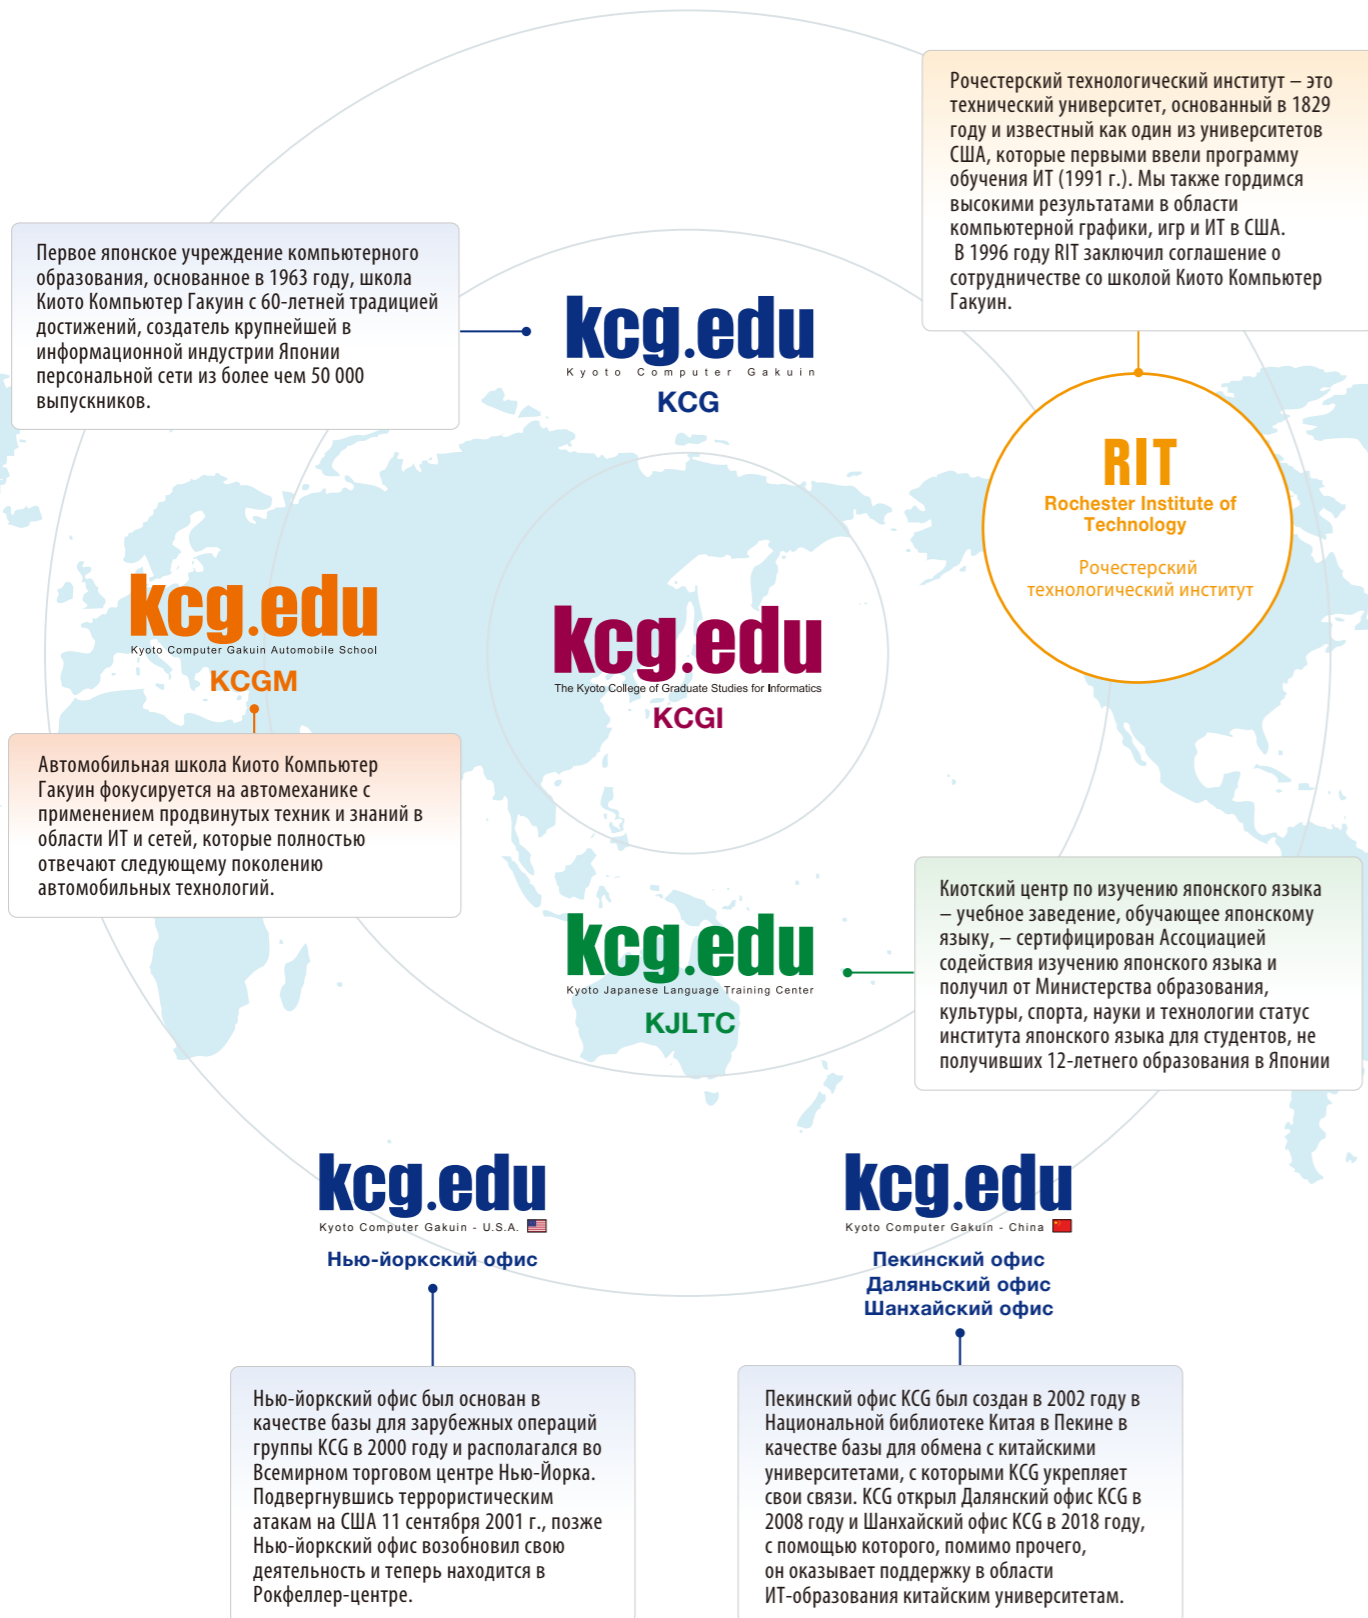 Рочестерский технологический институт – это
технический университет, основанный в 1829
году и известный как один из университетов
США, которые первыми ввели программу
обучения ИТ (1991 г.). Мы также гордимся
высокими результатами в области
компьютерной графики, игр и ИТ в США.
В 1996 году RIT заключил соглашение о
сотрудничестве со школой Киото Компьютер
Гакуин.
Первое японское учреждение компьютерного
образования, основанное в 1963 году, школа
Киото Компьютер Гакуин с 60-летней традицией
достижений, создатель крупнейшей в
информационной индустрии Японии
персональной сети из более чем 50 000
выпускников.
kcg.edu
Kyoto Computer Gakuin
KCG
RIT
Rochester Institute of
Technology
Рочестерский
технологический институт
kcg.edu
Kyoto Computer Gakuin Automobile School
KCGM
kcg.edu
The Kyoto College of Graduate Studies for Informatics
KCGI
Автомобильная школа Киото Компьютер
Гакуин фокусируется на автомеханике с
применением продвинутых техник и знаний в
области ИТ и сетей, которые полностью
отвечают следующему поколению
автомобильных технологий.
kcg.edu
Kyoto Japanese Language Training Center
KJLTC
Киотский центр по изучению японского языка
– учебное заведение, обучающее японскому
языку, – сертифицирован Ассоциацией
содействия изучению японского языка и
получил от Министерства образования,
культуры, спорта, науки и технологии статус
института японского языка для студентов, не
получивших 12-летнего образования в Японии
kcg.edu
Kyoto Computer Gakuin - U.S.A.
Нью-йоркский офис
kcg.edu
Kyoto Computer Gakuin - China
Пекинский офис
Даляньский офис
Шанхайский офис
Нью-йоркский офис был основан в
качестве базы для зарубежных операций
группы KCG в 2000 году и располагался во
Всемирном торговом центре Нью-Йорка.
Подвергнувшись террористическим
атакам на США 11 сентября 2001 г., позже
Нью-йоркский офис возобновил свою
деятельность и теперь находится в
Рокфеллер-центре.
Пекинский офис KCG был создан в 2002 году в
Национальной библиотеке Китая в Пекине в
качестве базы для обмена с китайскими
университетами, с которыми KCG укрепляет
свои связи. KCG открыл Далянский офис KCG в
2008 году и Шанхайский офис KCG в 2018 году,
с помощью которого, помимо прочего,
он оказывает поддержку в области
ИТ-образования китайским университетам.